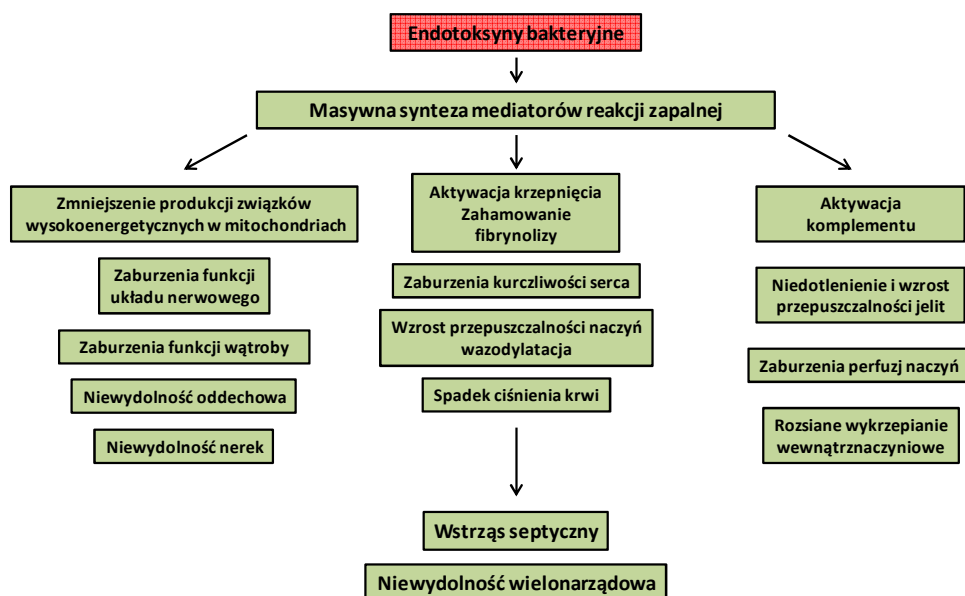 Endotoksyny bakteryjne
Masywna synteza mediatorów reakcji zapalnej
Zmniejszenie produkcji związków
wysokoenergetycznych w mitochondriach
Zaburzenia funkcji
układu nerwowego
Zaburzenia funkcji wątroby
Niewydolność oddechowa
Niewydolność nerek
Aktywacja krzepnięcia
Zahamowanie
fibrynolizy
Zaburzenia kurczliwości serca
Wzrost przepuszczalności naczyń
wazodylatacja
Spadek ciśnienia krwi
Aktywacja
komplementu
Niedotlenienie i wzrost
przepuszczalności jelit
Zaburzenia perfuzj naczyń
Rozsiane wykrzepianie
wewnątrznaczyniowe
Wstrząs septyczny
Niewydolność wielonarządowa